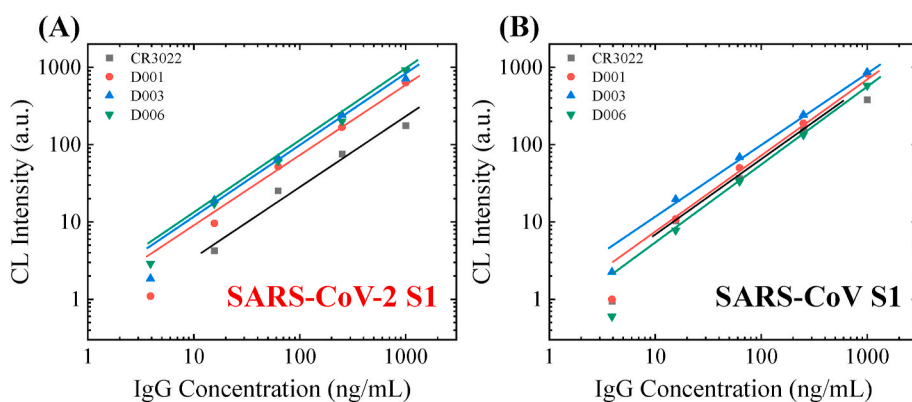 (A)
CL Intensity (a.u.)
1000
100
10
1
CR3022
D001
D003
D006
SARS-CoV-2 S1
1 10 100 1000
IgG Concentration (ng/mL)
(B)
CL Intensity (a.u.)
1000
100
10
1
CR3022
D001
D003
D006
SARS-CoV S1
1 10 100 1000
IgG Concentration (ng/mL)